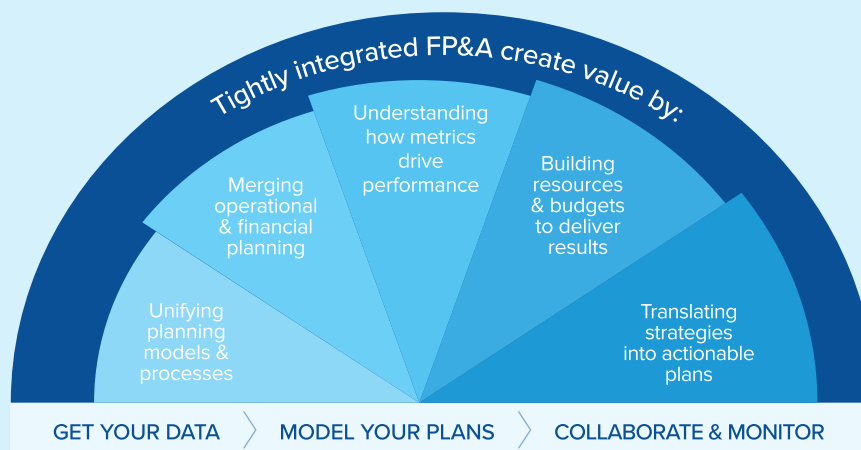 Tightly integrated FP&A create value by:
Unifying
planning
models &
processes
Merging
operational
& financial
planning
Understanding
how metrics
drive
performance
Building
resources
& budgets
to deliver
results
Translating
strategies
into actionable
plans
GET YOUR DATA
MODEL YOUR PLANS
COLLABORATE & MONITOR